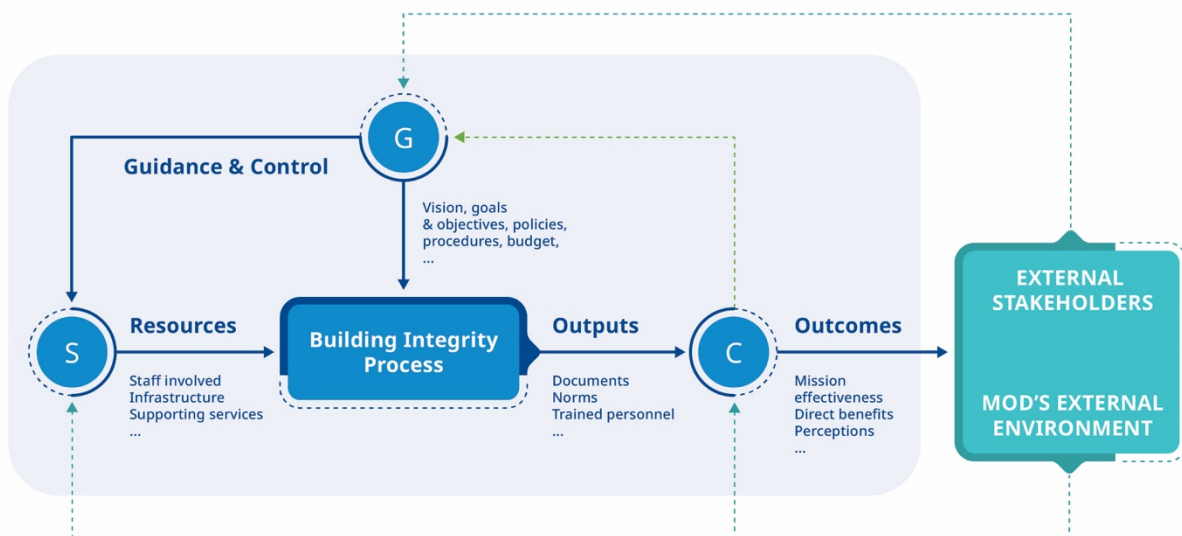 G
Guidance & Control
Vision, goals
& objectives, policies,
procedures, budget,
...
S
Resources
Staff involved
Infrastructure
Supporting services
...
Building Integrity
Process
Outputs
Documents
Norms
Trained personnel
...
C
Outcomes
Mission
effectiveness
Direct benefits
Perceptions
...
EXTERNAL
STAKEHOLDERS
MOD'S EXTERNAL
ENVIRONMENT